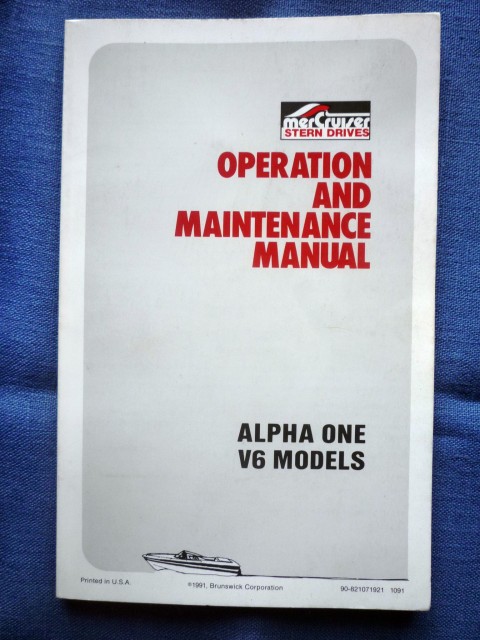 merCruiser
STERN DRIVES
OPERATION
AND
MAINTENANCE
MANUAL
ALPHA ONE
V6 MODELS
Printed in U.S.A.
©1991, Brunswick Corporation
90-821071921 1091